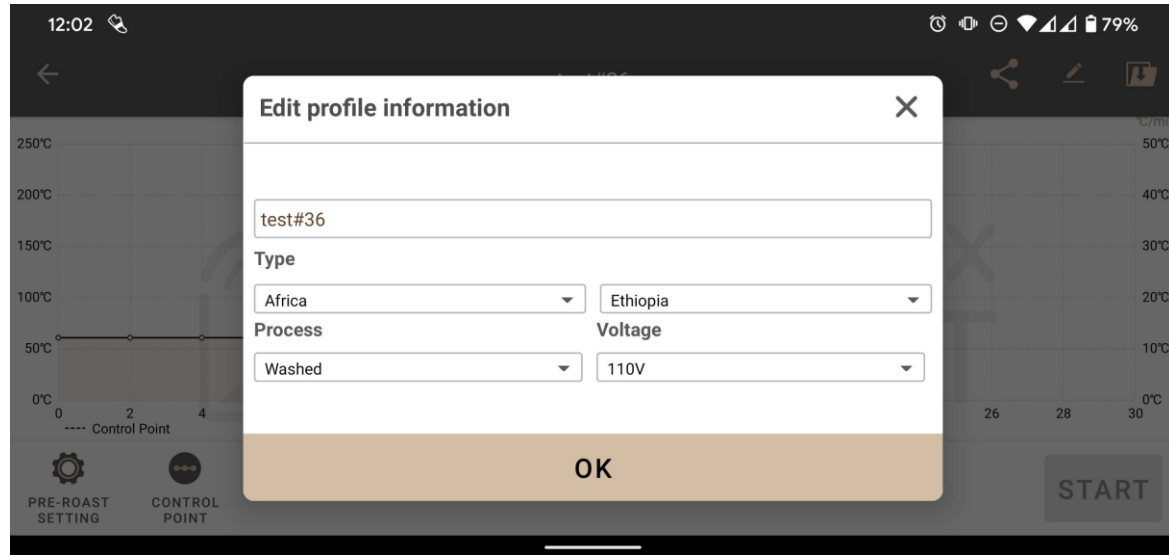 12:02 79%
Edit profile information
test#36
Type
Africa Ethiopia
Process Voltage
Washed 110V
OK
250℃ 50℃
200℃ 40℃
150℃ 30℃
100℃ 20℃
50℃ 10℃
0℃ 0℃
0 2 4 26 28 30
---- Control Point
PRE-ROAST
SETTING
CONTROL
POINT
START